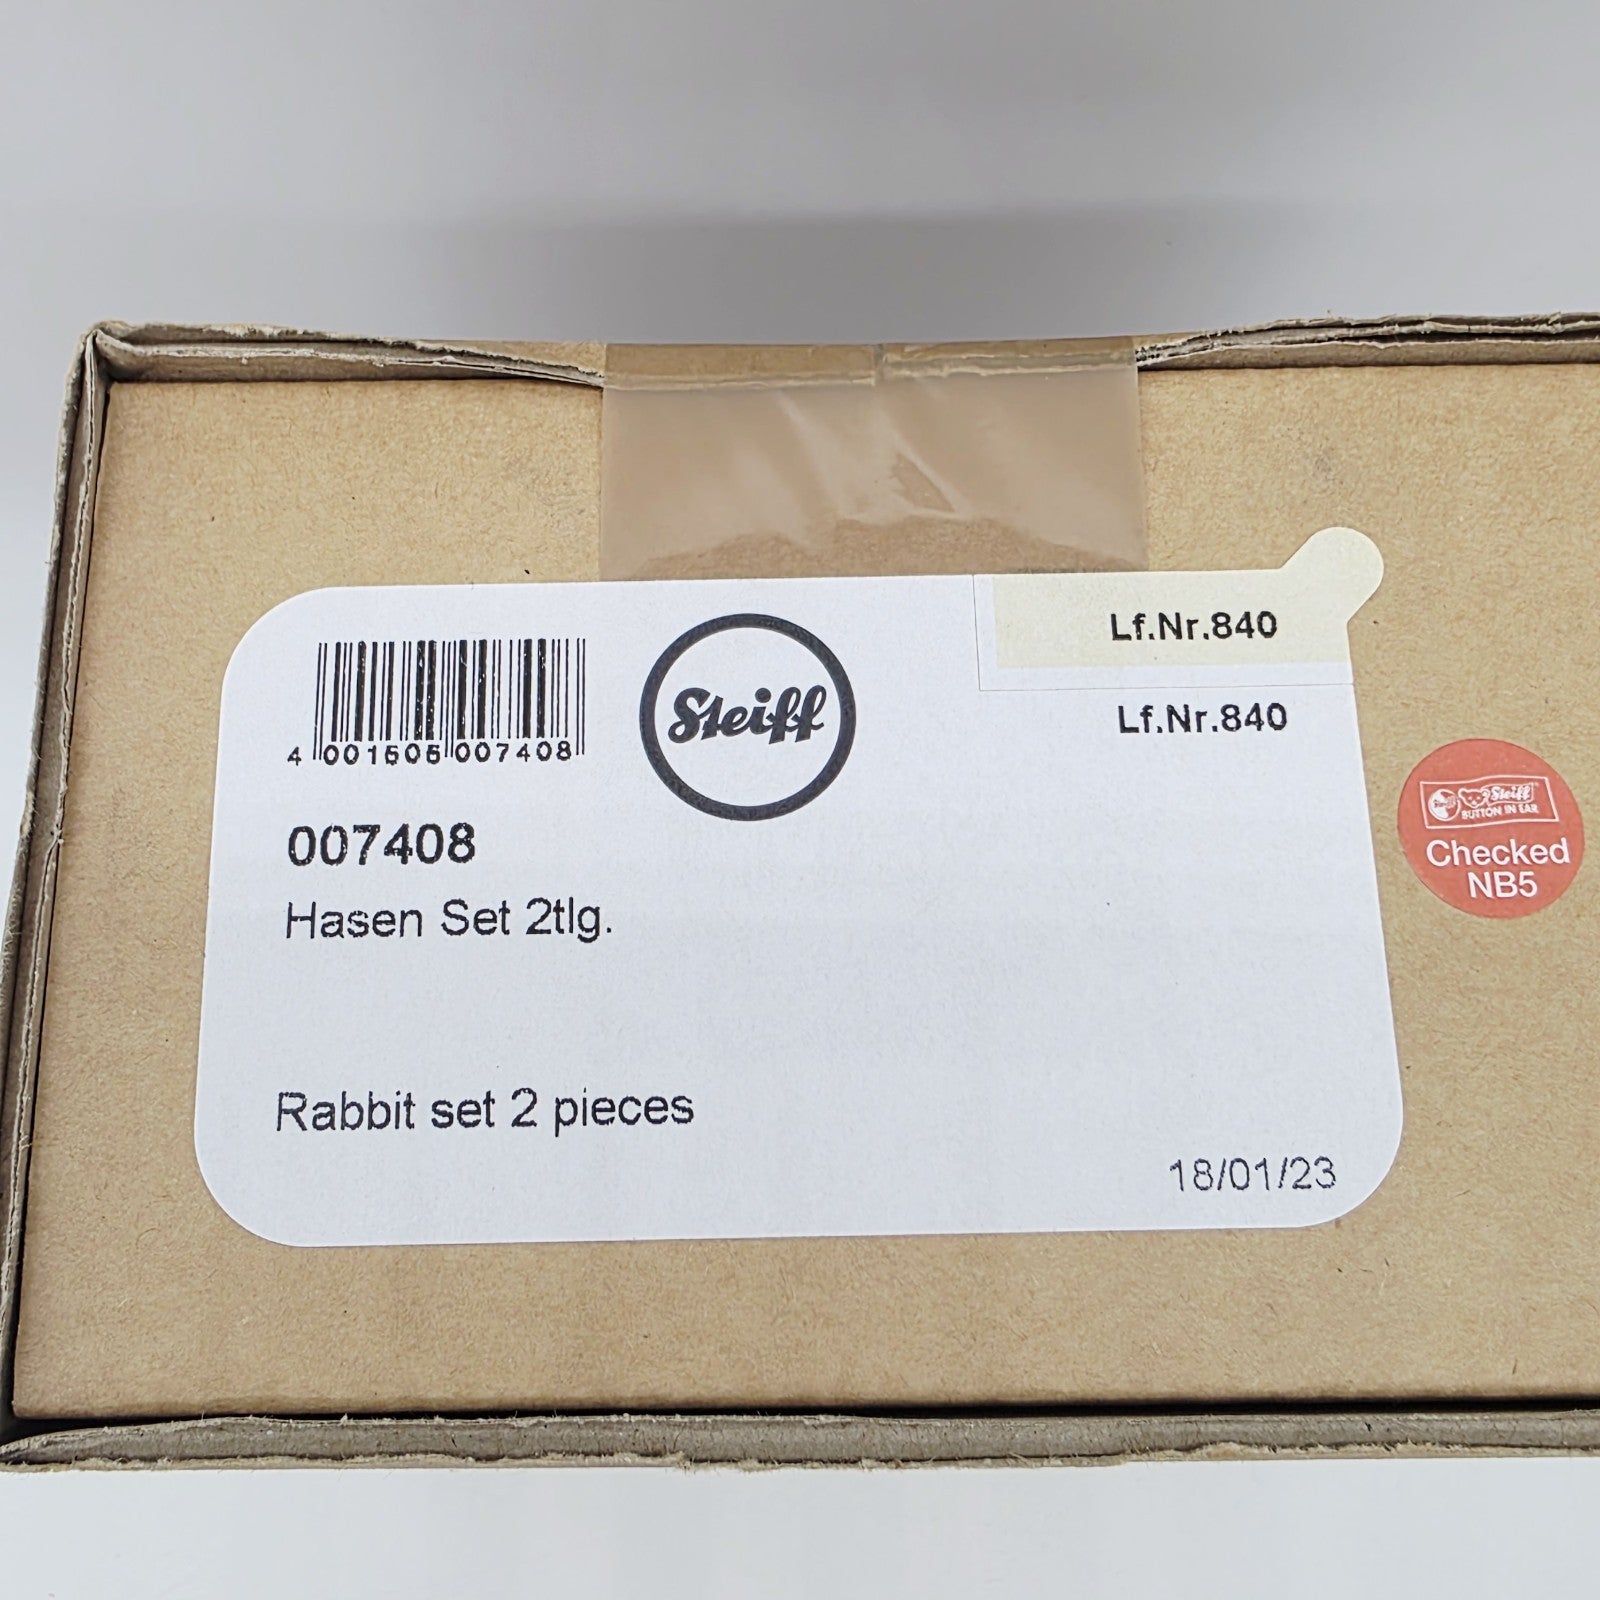 Lf.Nr.840
Steiff
Lf.Nr.840
4 001505 007408
007408
Hasen Set 2tlg.
Steiff
BUTTON IN EAR
Checked
NB5
Rabbit set 2 pieces
18/01/23